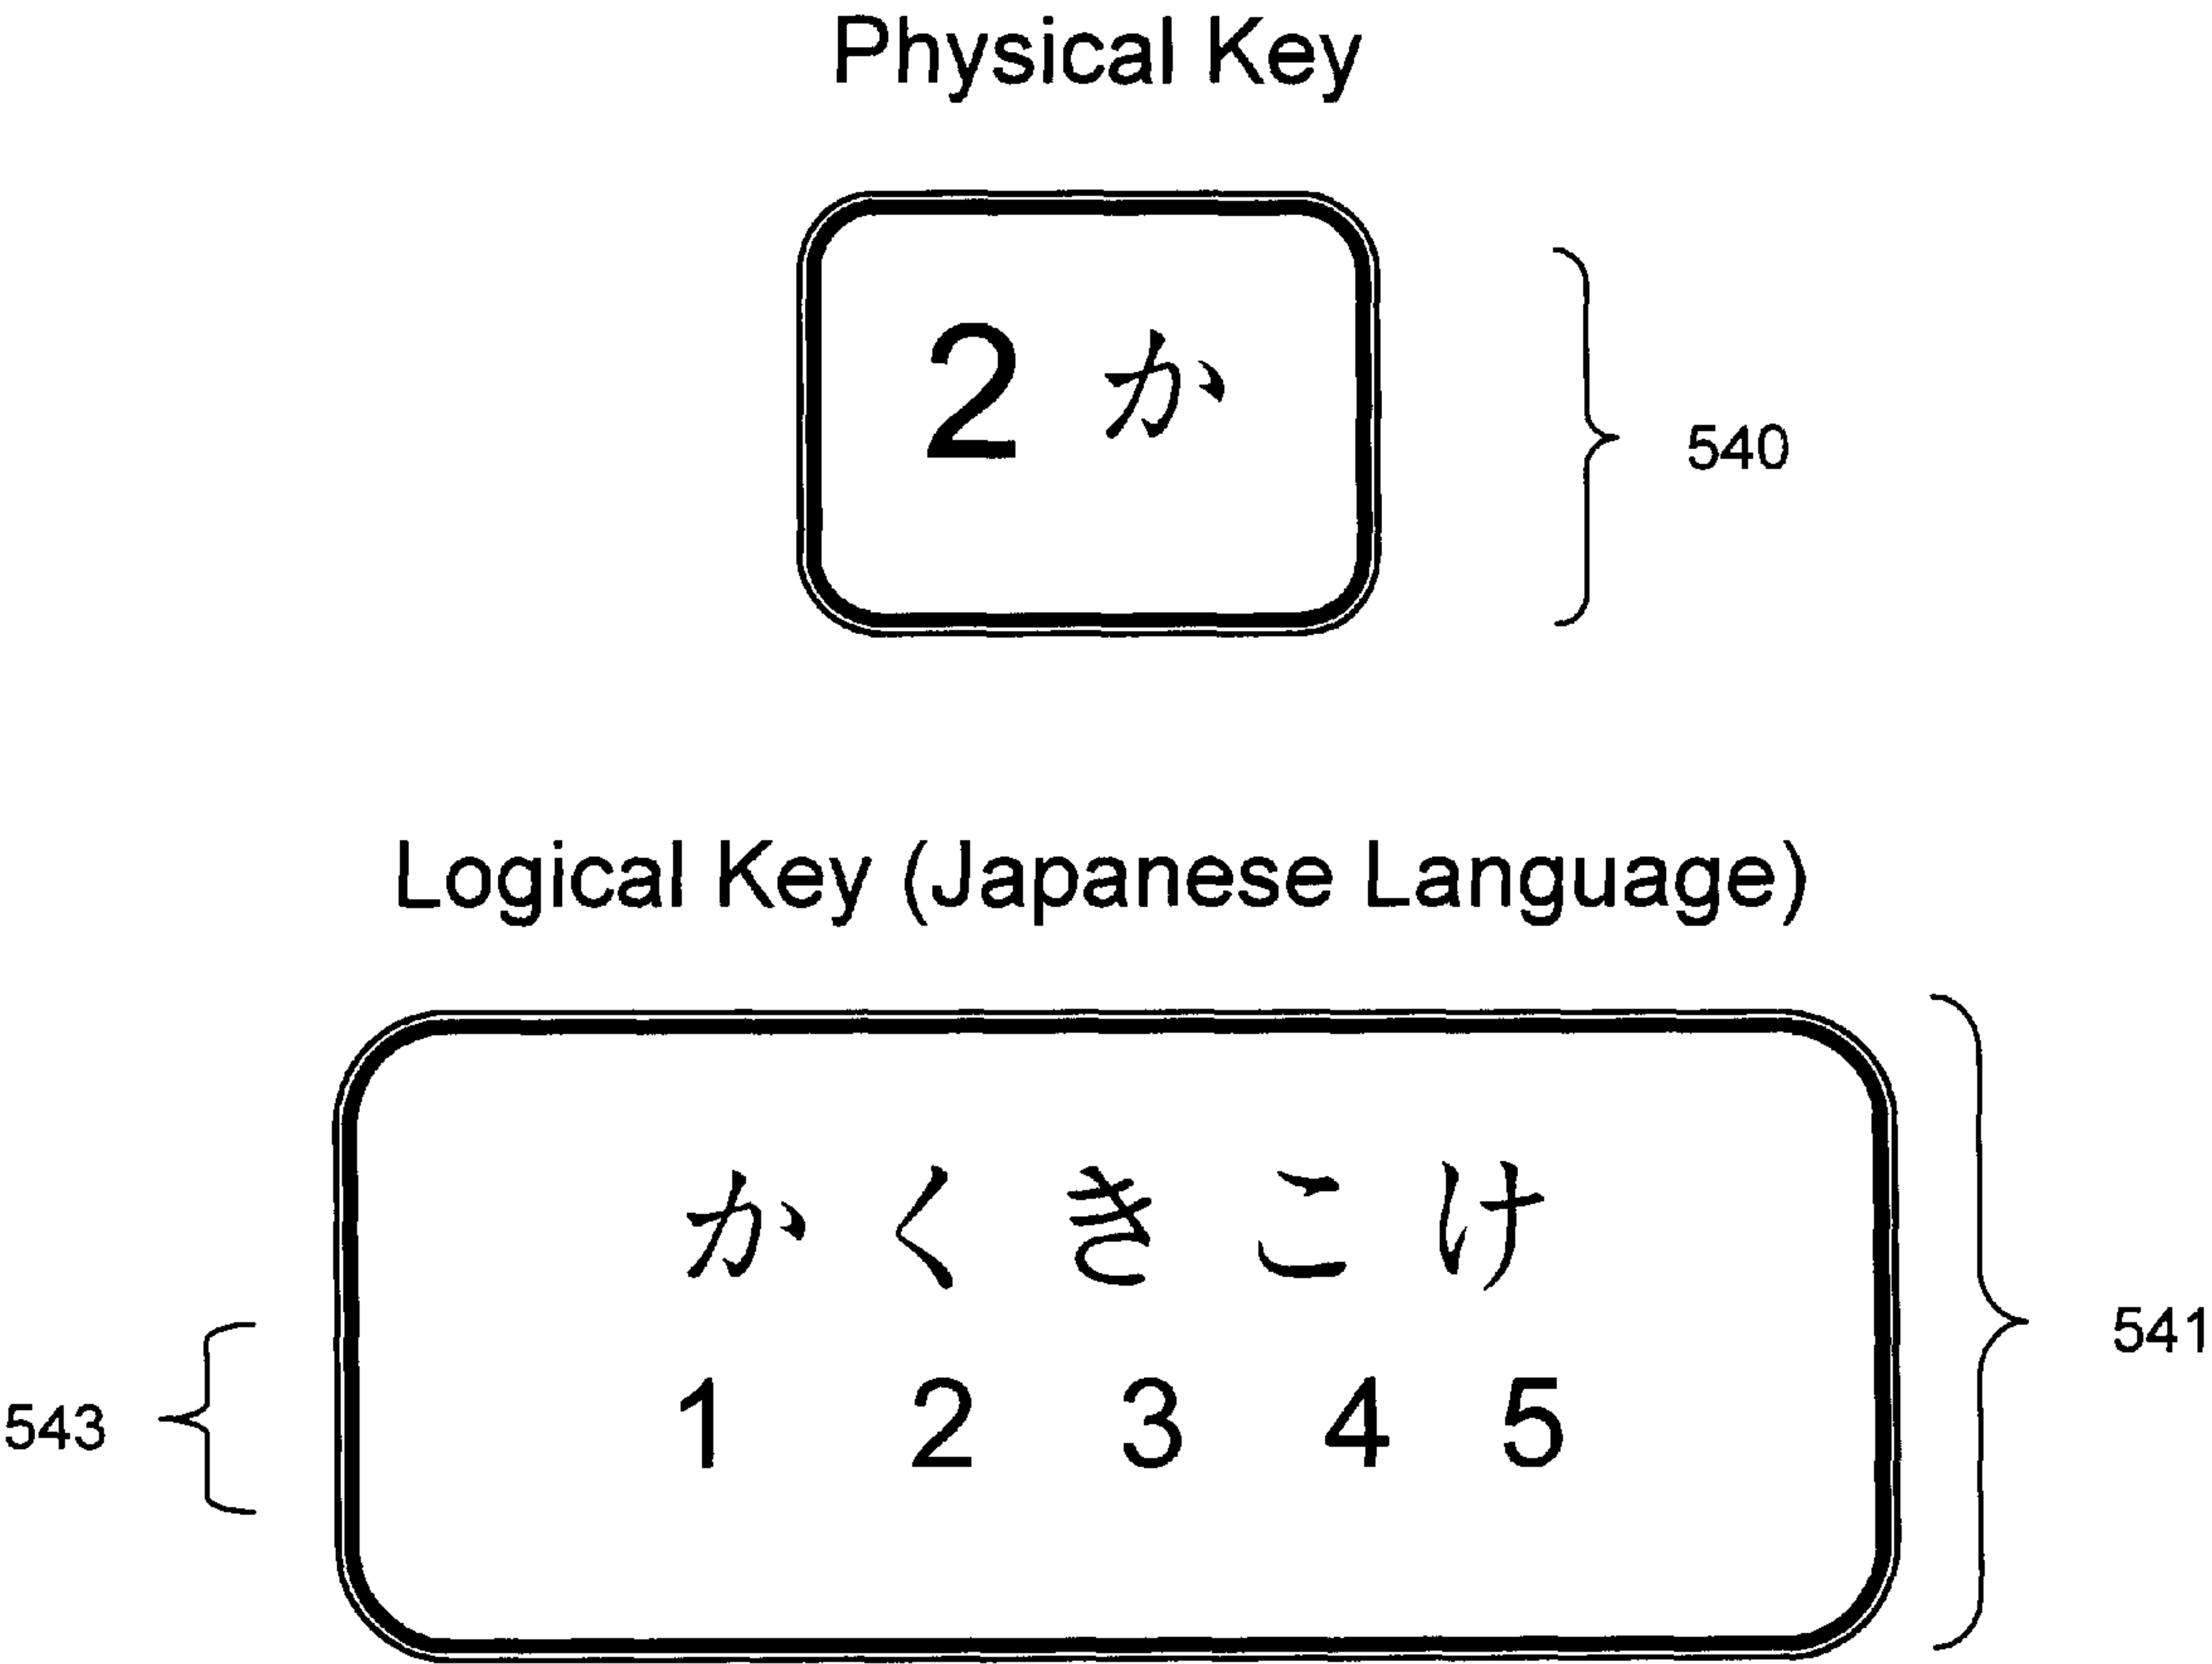 Physical Key
2 か
540
Logical Key (Japanese Language)
か く き こ け
541
1 2 3 4 5
543